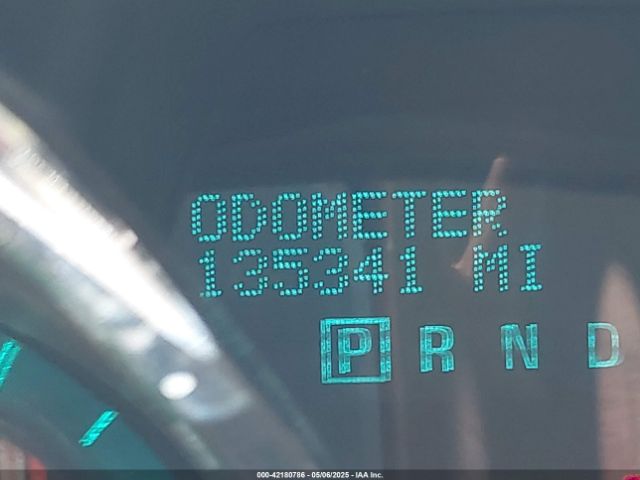 ODOMETER
135341 MI
P R N D
000-42180786 - 05/06/2025 - IAA Inc.